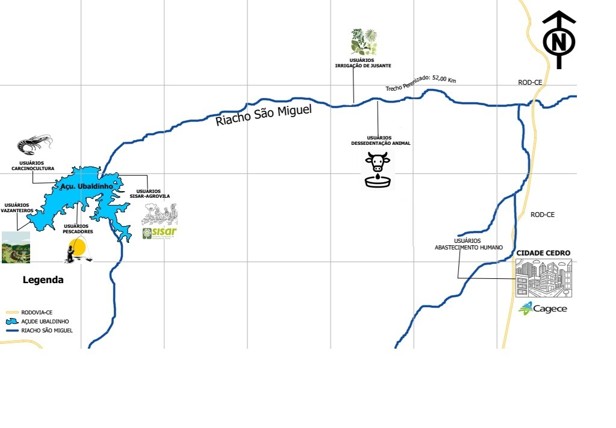 N
USUÁRIOS
IRRIGAÇÃO DE JUSANTE
Trecho Perenizado: 52,00 Km
ROD-CE
Riacho São Miguel
USUÁRIOS
DESSEDENTAÇÃO ANIMAL
USUÁRIOS
CARCINOCULTURA
Açu. Ubaldinho
USUÁRIOS
SISAR-AGROVILA
USUÁRIOS
VAZANTEIROS
USUÁRIOS
PESCADORES
sisar
ROD-CE
USUÁRIOS
ABASTECIMENTO HUMANO
CIDADE CEDRO
Cagece
Legenda
RODOVIA-CE
AÇUDE UBALDINHO
RIACHO SÃO MIGUEL